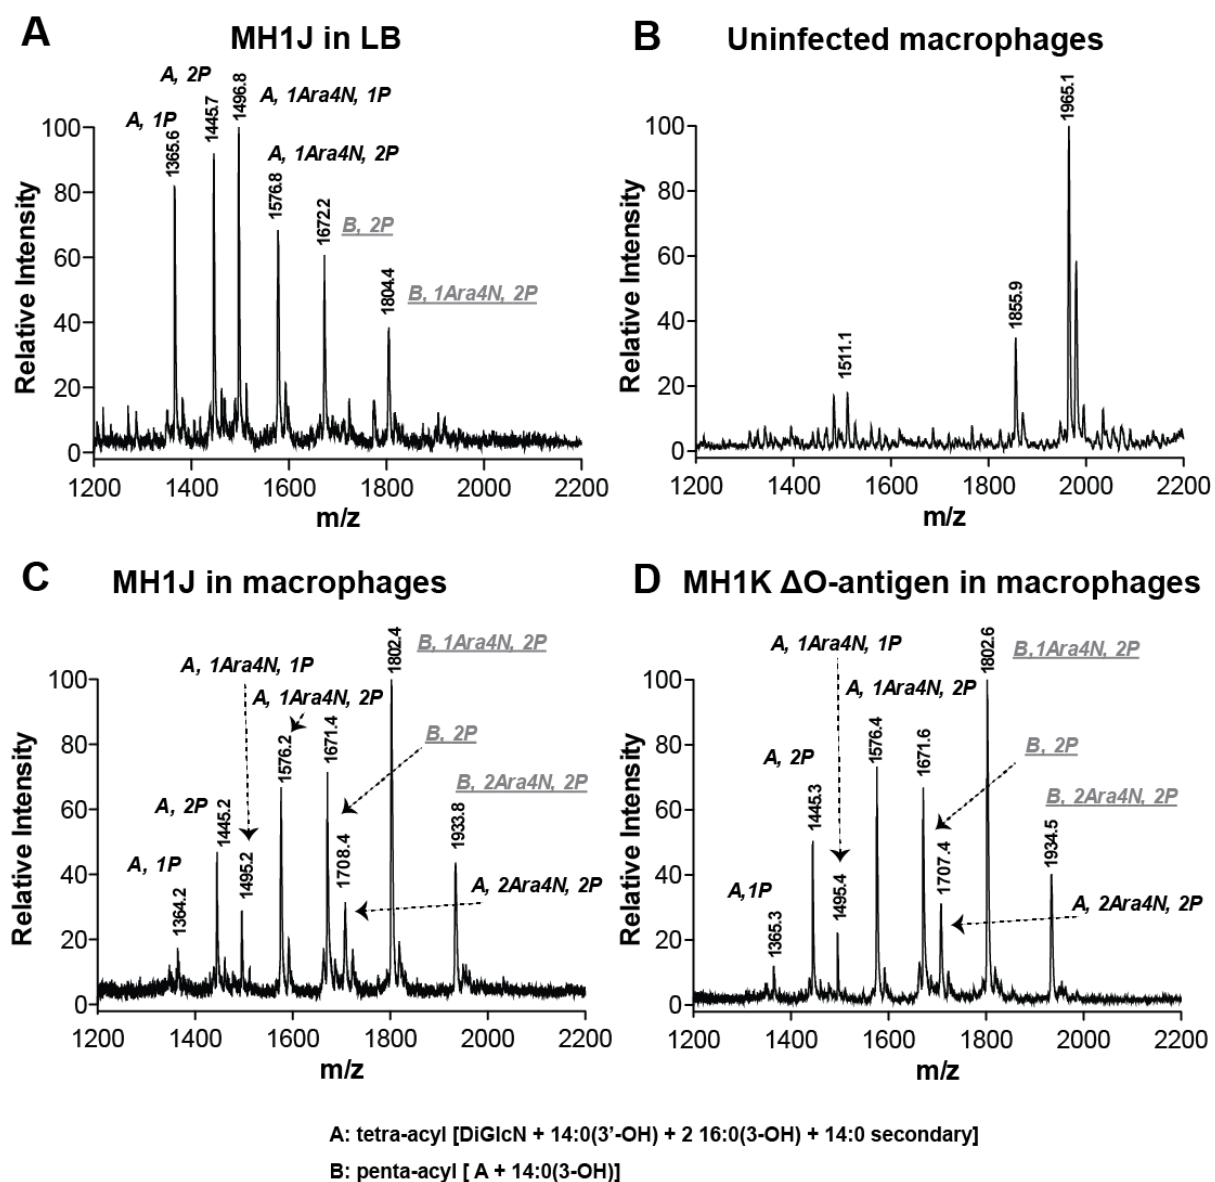 A MH1J in LB
A, 1P
1365.6
A, 2P
1445.7
1496.8
A, 1Ara4N, 1P
A, 1Ara4N, 2P
1576.8
1672.2
B, 2P
1804.4
B, 1Ara4N, 2P
Relative Intensity
100
80
60
40
20
0
1200 1400 1600 1800 2000 2200
m/z
B Uninfected macrophages
1511.1
1855.9
1965.1
Relative Intensity
100
80
60
40
20
0
1200 1400 1600 1800 2000 2200
m/z
C MH1J in macrophages
A, 1P
1364.2
A, 2P
1445.2
A, 1Ara4N, 1P
1495.2
A, 1Ara4N, 2P
1576.2
1671.4
B, 2P
1708.4
A, 2Ara4N, 2P
1802.4
B, 1Ara4N, 2P
B, 2Ara4N, 2P
1933.8
Relative Intensity
100
80
60
40
20
0
1200 1400 1600 1800 2000 2200
m/z
D MH1K ΔO-antigen in macrophages
A,1P
1365.3
A, 2P
1445.3
A, 1Ara4N, 1P
1495.4
A, 1Ara4N, 2P
1576.4
1671.6
B, 2P
1707.4
A, 2Ara4N, 2P
1802.6
B,1Ara4N, 2P
B, 2Ara4N, 2P
1934.5
Relative Intensity
100
80
60
40
20
0
1200 1400 1600 1800 2000 2200
m/z
A: tetra-acyl [DiGlcN + 14:0(3'-OH) + 2 16:0(3-OH) + 14:0 secondary]
B: penta-acyl [ A + 14:0(3-OH)]